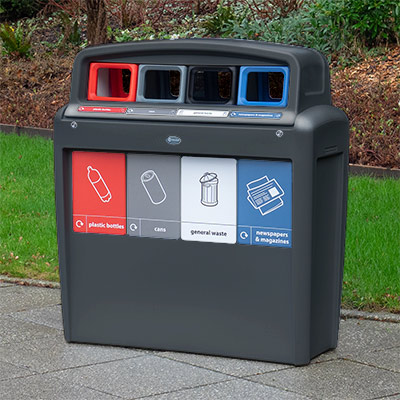 plastic bottles
cans
general waste
newspapers
& magazines